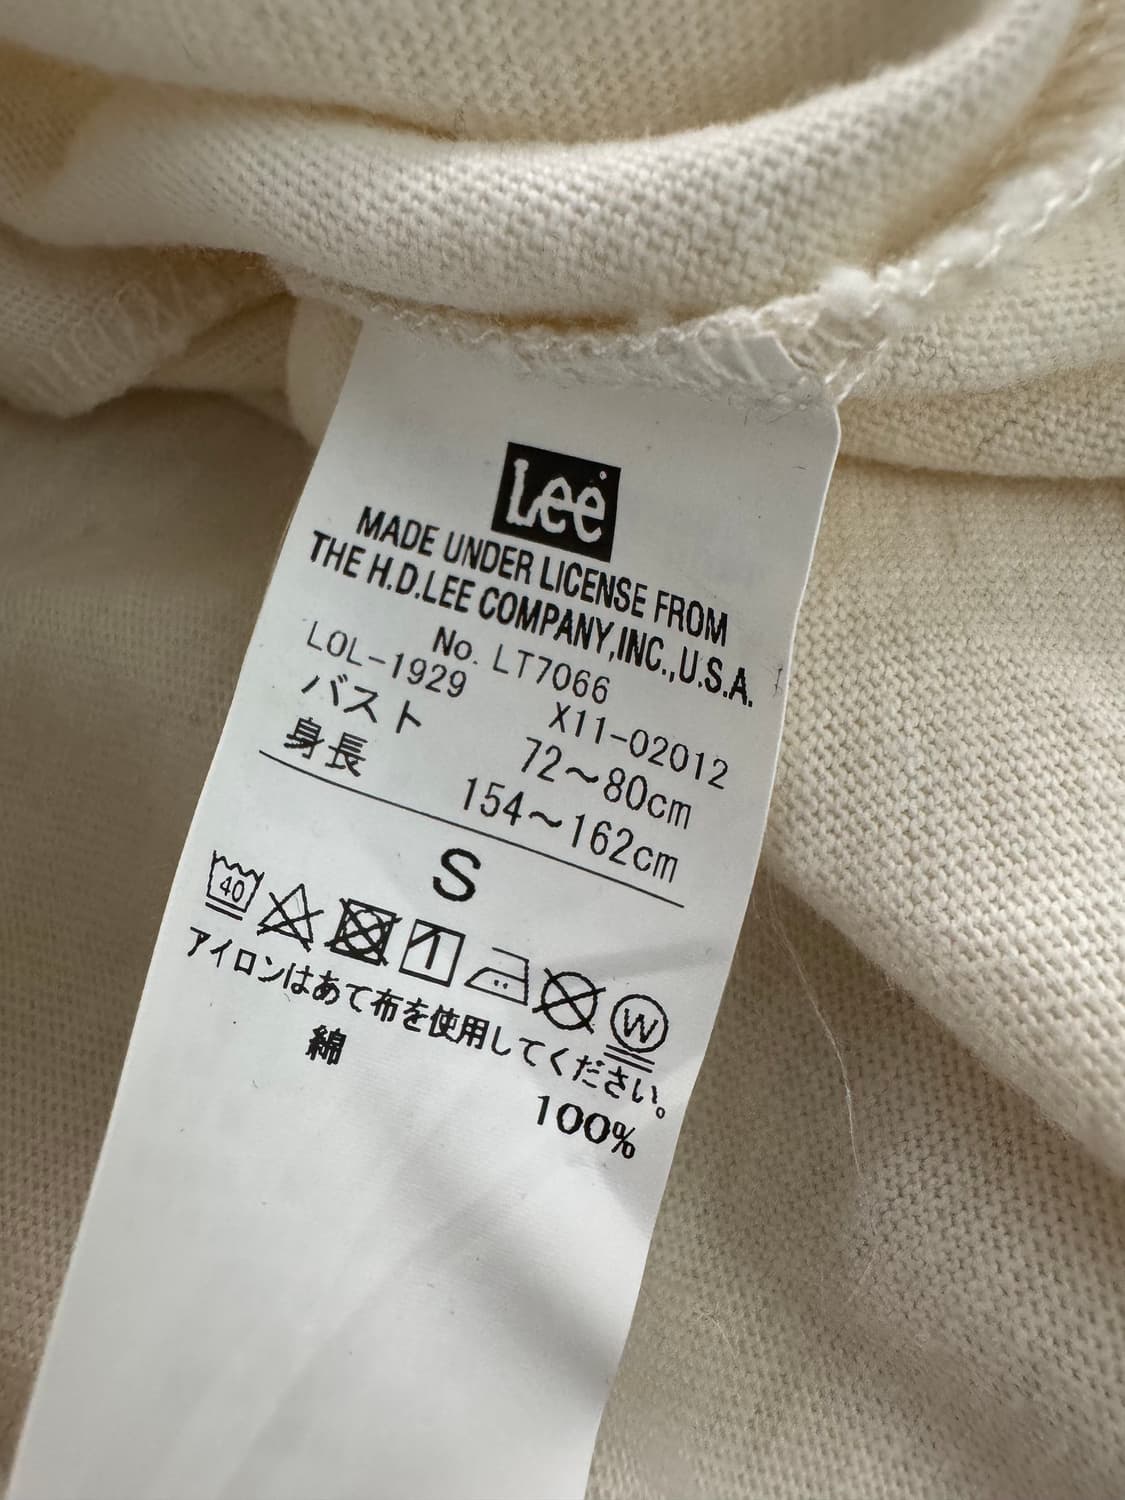 Lee
MADE UNDER LICENSE FROM
THE H.D.LEE COMPANY,INC.,U.S.A.
No. LT7066
LOL-1929 X11-02012
バスト 72〜80cm
身長 154〜162cm
S
40 W
アイロンはあて布を使用してください。
綿 100%